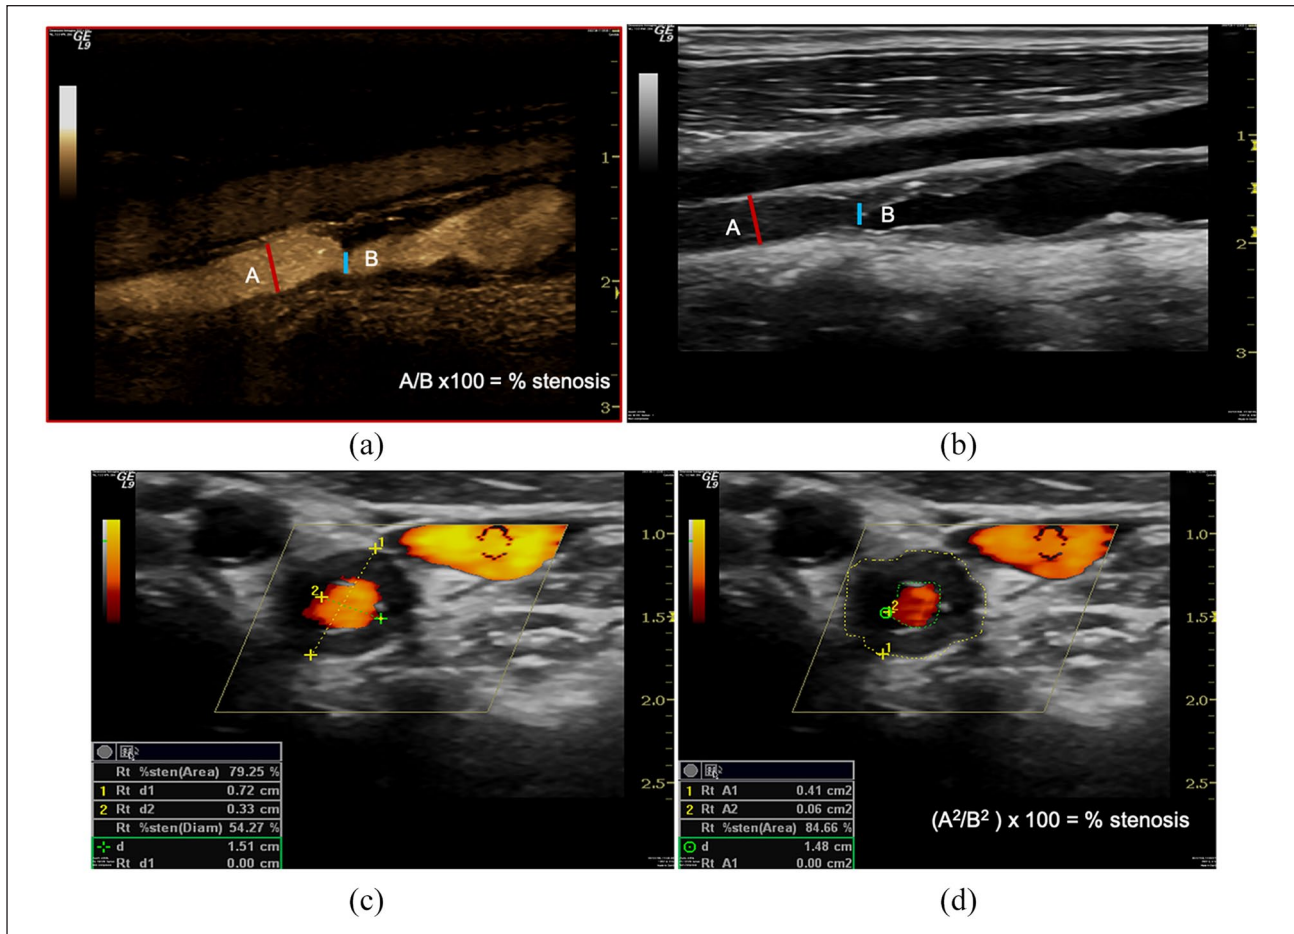 GE
L9
A
B
1
2
3
A/B x100 = % stenosis
(a)
GE
L9
A
B
1
2
3
(b)
GE
L9
1
2
1.0
1.5
2.0
2.5
Rt %sten(Area) 79.25 %
1 Rt d1 0.72 cm
2 Rt d2 0.33 cm
Rt %sten(Diam) 54.27 %
d 1.51 cm
Rt d1 0.00 cm
(c)
GE
L9
2
1
1.0
1.5
2.0
2.5
1 Rt A1 0.41 cm2
2 Rt A2 0.06 cm2
Rt %sten(Area) 84.66 %
d 1.48 cm
Rt A1 0.00 cm2
(A²/B² ) x 100 = % stenosis
(d)